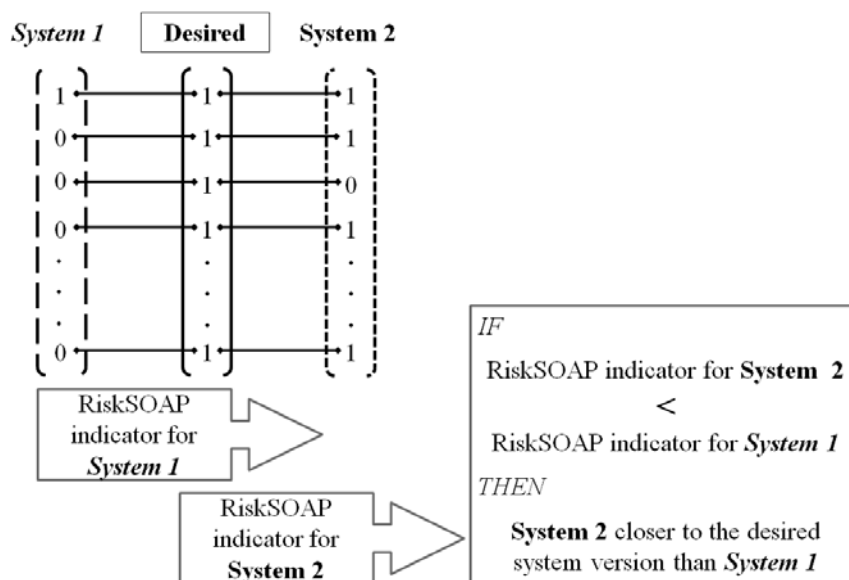 System 1 Desired System 2
1 1 1
0 1 1
0 1 0
0 1 1
. . .
. . .
. . .
0 1 1
RiskSOAP
indicator for
System 1
RiskSOAP
indicator for
System 2
IF
RiskSOAP indicator for System 2
<
RiskSOAP indicator for System 1
THEN
System 2 closer to the desired
system version than System 1